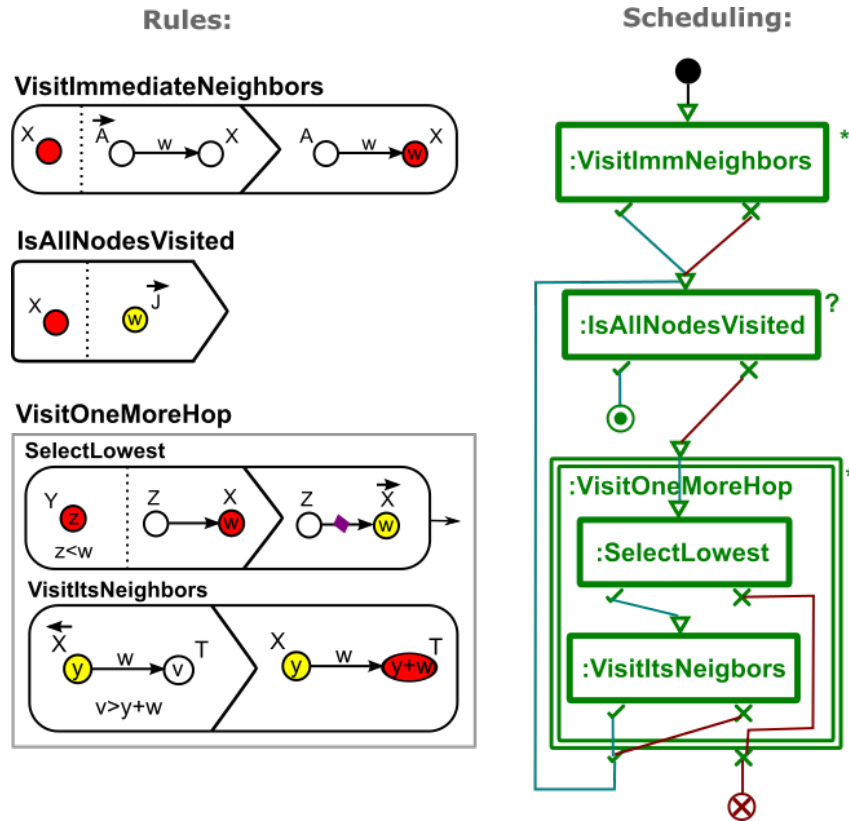 Rules:
VisitImmediateNeighbors
X A w X A w w X
IsAllNodesVisited
X w J
VisitOneMoreHop
SelectLowest
Y z z<w Z X w Z X w
VisitItsNeighbors
X y w v T v>y+w X y w y+w T
Scheduling:
:VisitImmNeighbors *
:IsAllNodesVisited ?
:VisitOneMoreHop *
:SelectLowest
:VisitItsNeigbors